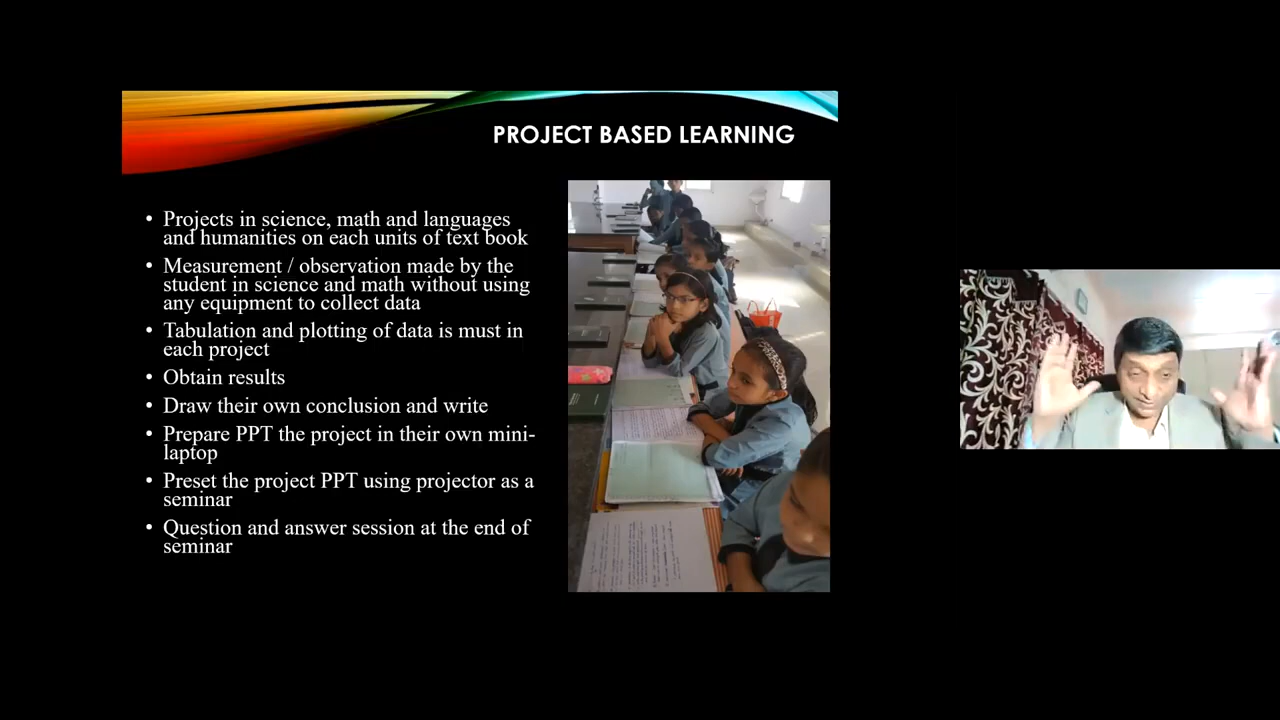 PROJECT BASED LEARNING
• Projects in science, math and languages
and humanities on each units of text book
• Measurement / observation made by the
student in science and math without using
any equipment to collect data
• Tabulation and plotting of data is must in
each project
• Obtain results
• Draw their own conclusion and write
• Prepare PPT the project in their own mini-
laptop
• Preset the project PPT using projector as a
seminar
• Question and answer session at the end of
seminar